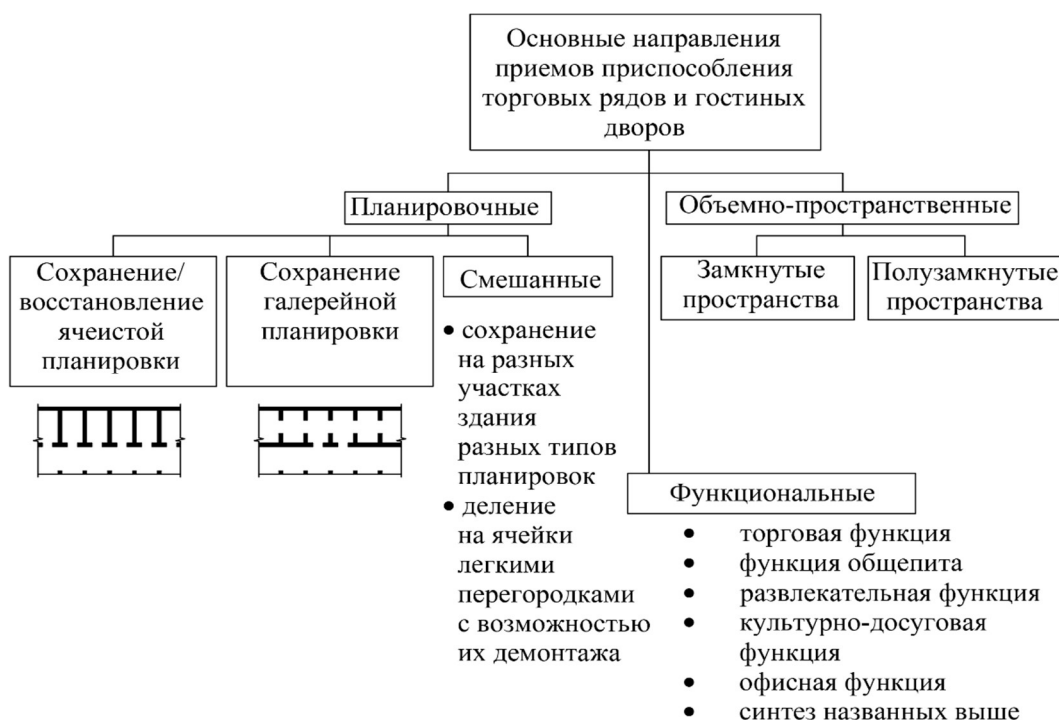 Основные направления
приемов приспособления
торговых рядов и гостиных
дворов
Планировочные
Объемно-пространственные
Сохранение/
восстановление
ячеистой
планировки
Сохранение
галерейной
планировки
Смешанные
• сохранение
на разных
участках
здания
разных типов
планировок
• деление
на ячейки
легкими
перегородками
с возможностью
их демонтажа
Замкнутые
пространства
Полузамкнутые
пространства
Функциональные
• торговая функция
• функция общепита
• развлекательная функция
• культурно-досуговая
функция
• офисная функция
• синтез названных выше